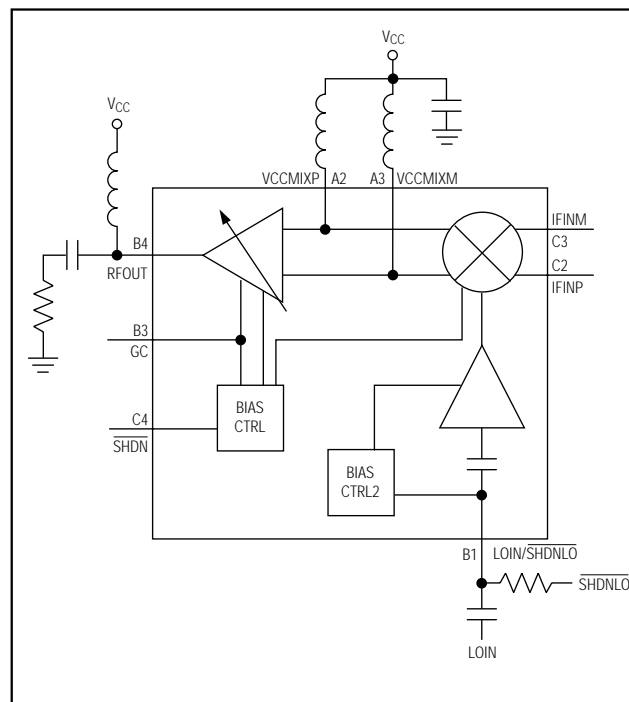 VCC
VCC
VCCMIXP A2 A3 VCCMIXM
B4
RFOUT
IFINM
C3
C2
IFINP
B3
GC
C4
SHDN
BIAS
CTRL
BIAS
CTRL2
B1 LOIN/SHDNLO
SHDNLO
LOIN